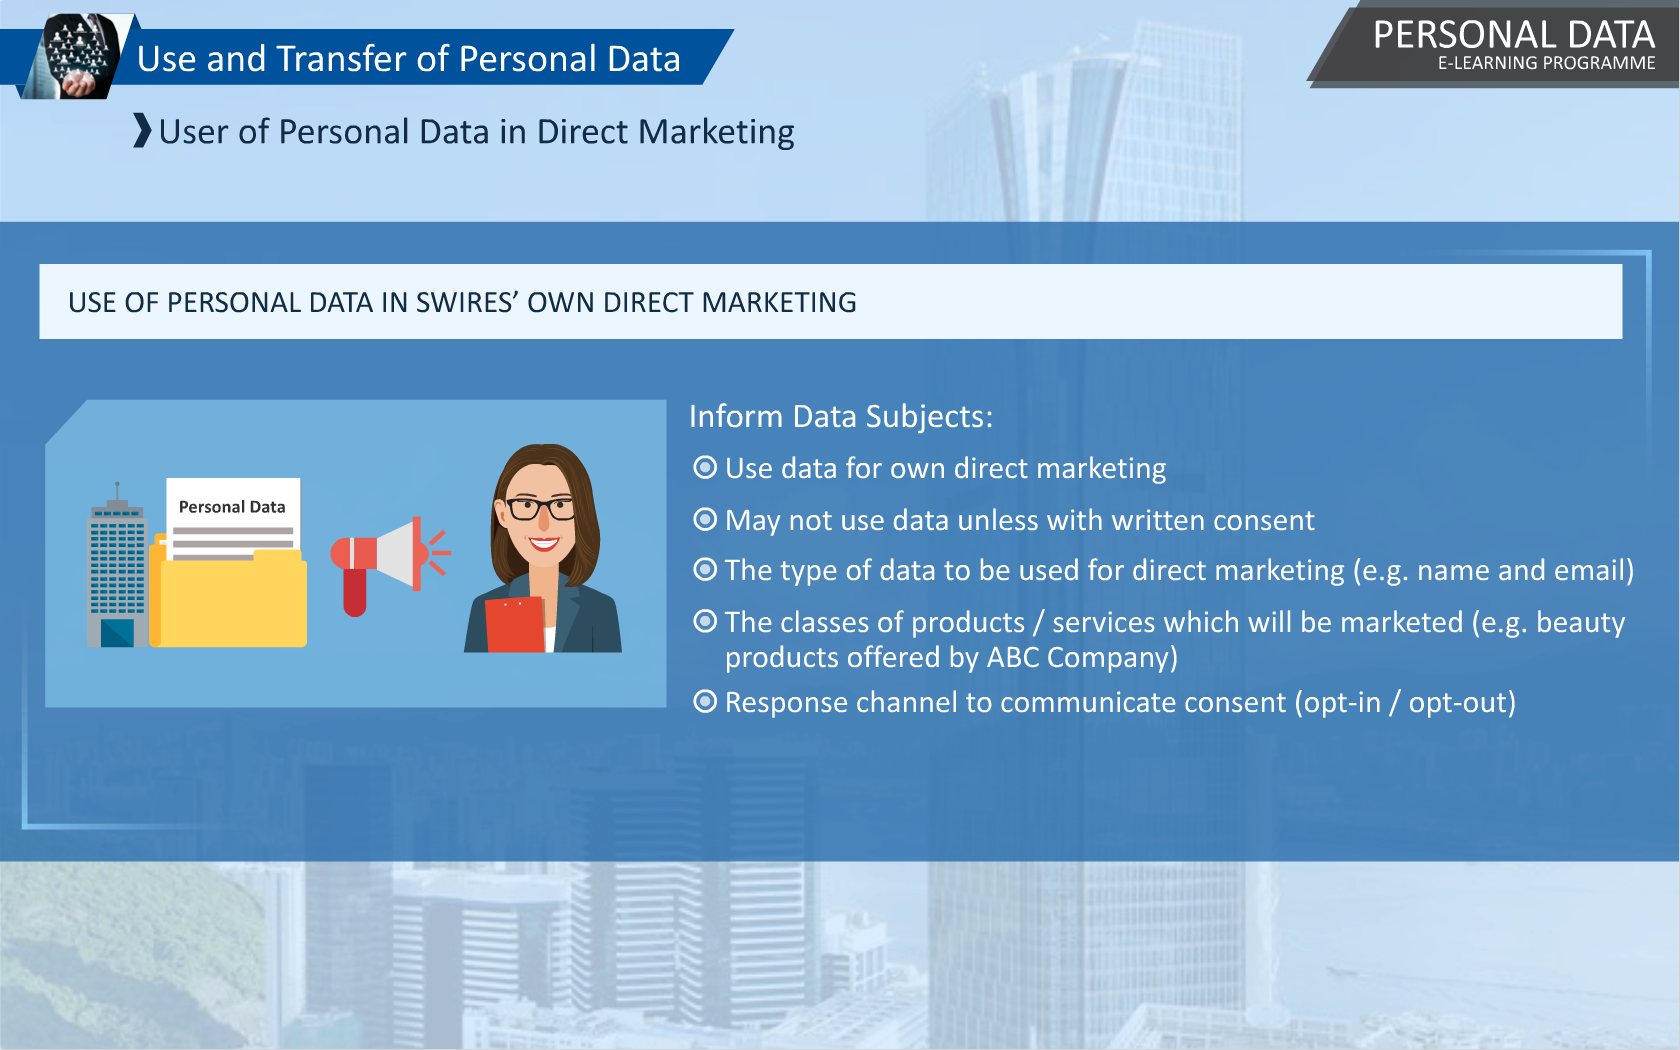 Use and Transfer of Personal Data
PERSONAL DATA
E-LEARNING PROGRAMME
User of Personal Data in Direct Marketing
USE OF PERSONAL DATA IN SWIRES’ OWN DIRECT MARKETING
Personal Data
Inform Data Subjects:
Use data for own direct marketing
May not use data unless with written consent
The type of data to be used for direct marketing (e.g. name and email)
The classes of products / services which will be marketed (e.g. beauty
products offered by ABC Company)
Response channel to communicate consent (opt-in / opt-out)